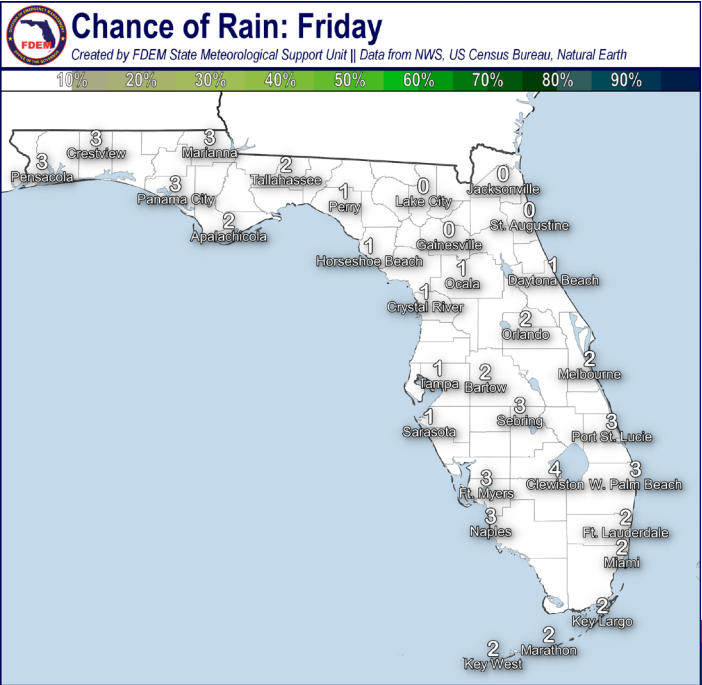 Chance of Rain: Friday
Created by FDEM State Meteorological Support Unit || Data from NWS, US Census Bureau, Natural Earth
FDEM
10% 20% 30% 40% 50% 60% 70% 80% 90%
3
Crestview
3
Marianna
3
Pensacola
2
Tallahassee
3
Panama City
1
Perry
0
Lake City
0
Jacksonville
2
Apalachicola
0
St. Augustine
0
Gainesville
1
Horseshoe Beach
1
Ocala
1
Daytona Beach
1
Crystal River
2
Orlando
2
Melbourne
1
Tampa
2
Bartow
3
Sebring
1
Sarasota
3
Port St. Lucie
3
Ft. Myers
4
Clewiston
3
W. Palm Beach
3
Naples
2
Ft. Lauderdale
2
Miami
2
Key Largo
2
Marathon
2
Key West